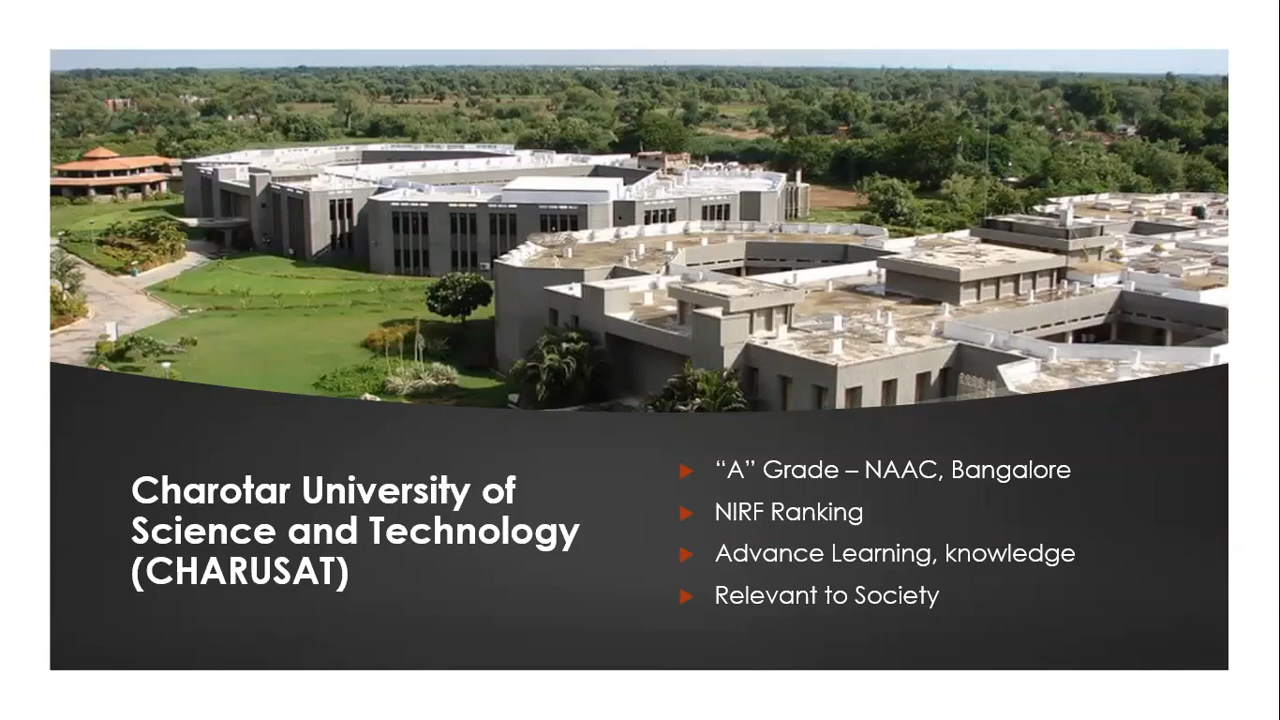 Charotar University of
Science and Technology
(CHARUSAT)
“A” Grade – NAAC, Bangalore
NIRF Ranking
Advance Learning, knowledge
Relevant to Society